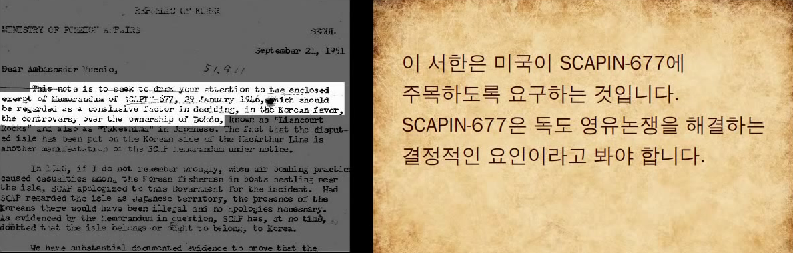 REPUBLIC OF KOREA
MINISTRY OF FOREIGN AFFAIRS
SEOUL
September 21, 1951
Dear Ambassador Muccio,
This note is to seek to draw your attention to the enclosed
exerpt of Memorandum of SCAPIN-677, 29 January 1946, which should
be regarded as a conclusive factor in deciding, in the Korean favor,
the controversy over the ownership of Dokdo, known as "Liancourt
Rocks" and also as "Takeshima" in Japanese. The fact that the disput-
ed isle has been put on the Korean side of the MacArthur Line is
another manifestation of the SCAP memorandum under notice.
In 1948, if I do not remember wrongly, when air bombing practice
caused casualties among the Korean fishermen in boats nestling near
the isle, SCAP apologized to this Government for the incident. Had
SCAP regarded the isle as Japanese territory, the presence of the
Koreans there would have been illegal and no apologies necessary.
As evidenced by the memorandum in question, SCAP has, at no time,
admitted that the isle belongs or ought to belong, to Korea.
We have substantial documented evidence to prove that the
이 서한은 미국이 SCAPIN-677에
주목하도록 요구하는 것입니다.
SCAPIN-677은 독도 영유논쟁을 해결하는
결정적인 요인이라고 봐야 합니다.